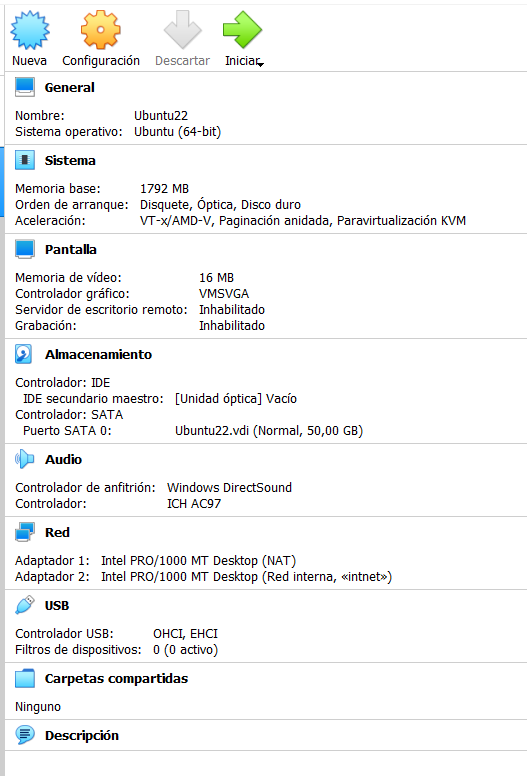 Nueva Configuración Descartar Iniciar
General
Nombre: Ubuntu22
Sistema operativo: Ubuntu (64-bit)
Sistema
Memoria base: 1792 MB
Orden de arranque: Disquete, Óptica, Disco duro
Aceleración: VT-x/AMD-V, Paginación anidada, Paravirtualización KVM
Pantalla
Memoria de vídeo: 16 MB
Controlador gráfico: VMSVGA
Servidor de escritorio remoto: Inhabilitado
Grabación: Inhabilitado
Almacenamiento
Controlador: IDE
IDE secundario maestro: [Unidad óptica] Vacío
Controlador: SATA
Puerto SATA 0: Ubuntu22.vdi (Normal, 50,00 GB)
Audio
Controlador de anfitrión: Windows DirectSound
Controlador: ICH AC97
Red
Adaptador 1: Intel PRO/1000 MT Desktop (NAT)
Adaptador 2: Intel PRO/1000 MT Desktop (Red interna, «intnet»)
USB
Controlador USB: OHCI, EHCI
Filtros de dispositivos: 0 (0 activo)
Carpetas compartidas
Ninguno
Descripción